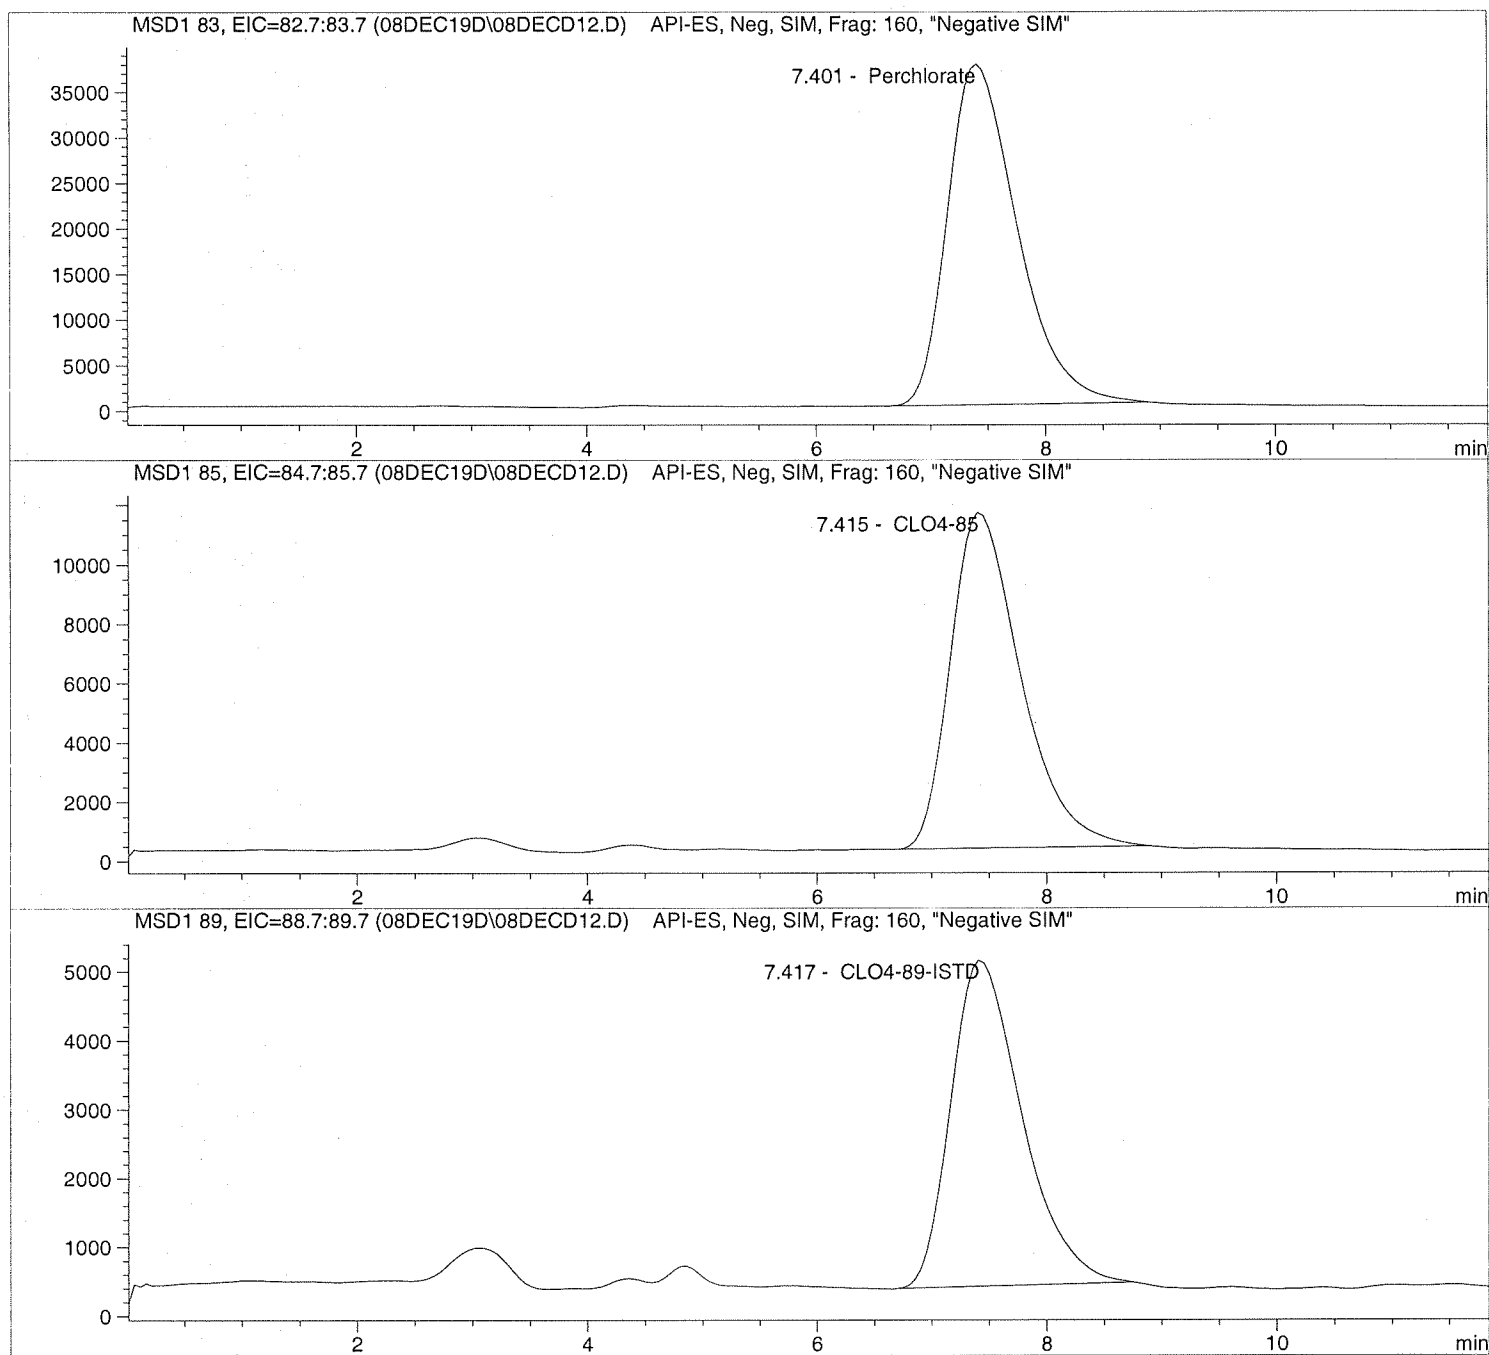 MSD1 83, EIC=82.7:83.7 (08DEC19D\08DECD12.D) API-ES, Neg, SIM, Frag: 160, "Negative SIM"
7.401 - Perchlorate
35000
30000
25000
20000
15000
10000
5000
0
2 4 6 8 10 min
MSD1 85, EIC=84.7:85.7 (08DEC19D\08DECD12.D) API-ES, Neg, SIM, Frag: 160, "Negative SIM"
7.415 - CLO4-85
10000
8000
6000
4000
2000
0
2 4 6 8 10 min
MSD1 89, EIC=88.7:89.7 (08DEC19D\08DECD12.D) API-ES, Neg, SIM, Frag: 160, "Negative SIM"
7.417 - CLO4-89-ISTD
5000
4000
3000
2000
1000
0
2 4 6 8 10 min